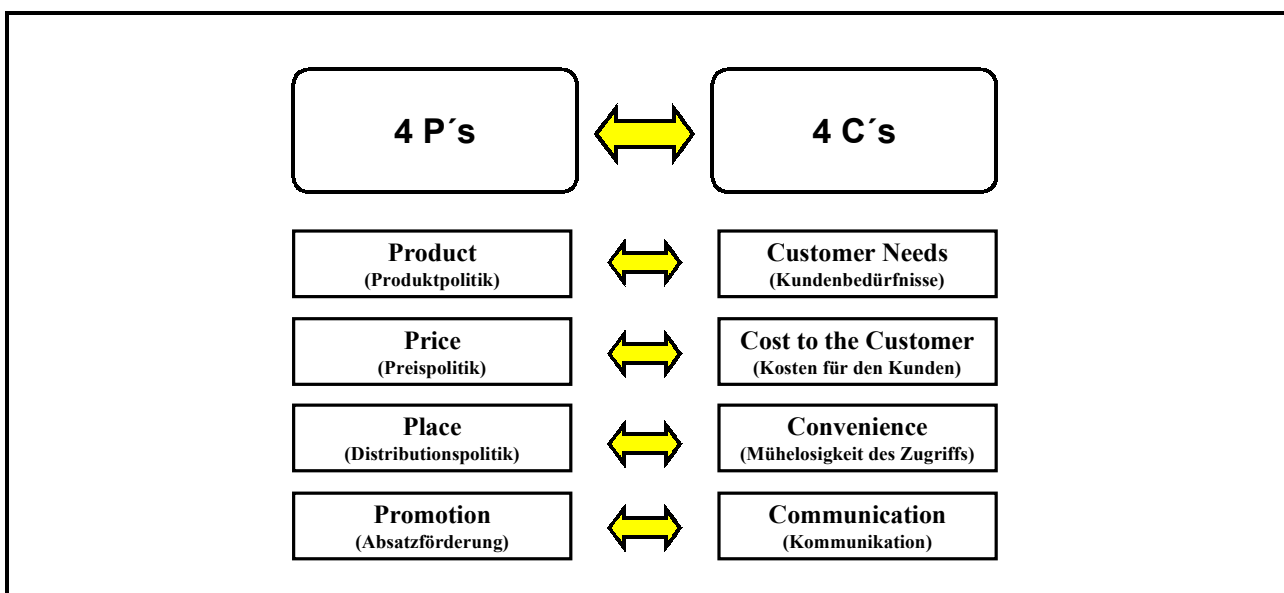 4 P´s
4 C´s
Product
(Produktpolitik)
Customer Needs
(Kundenbedürfnisse)
Price
(Preispolitik)
Cost to the Customer
(Kosten für den Kunden)
Place
(Distributionspolitik)
Convenience
(Mühelosigkeit des Zugriffs)
Promotion
(Absatzförderung)
Communication
(Kommunikation)